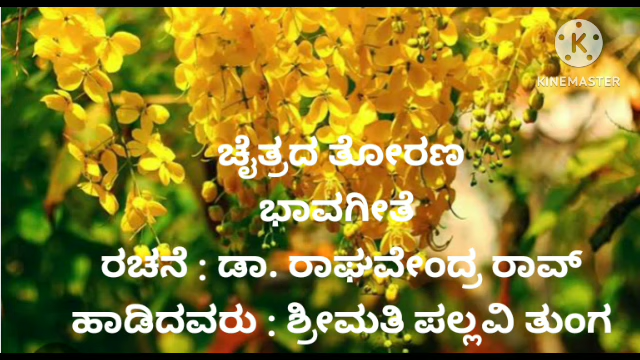 KINEMASTER
ಚೈತ್ರದ ತೋರಣ
ಭಾವಗೀತೆ
ರಚನೆ : ಡಾ. ರಾಘವೇಂದ್ರ ರಾವ್
ಹಾಡಿದವರು : ಶ್ರೀಮತಿ ಪಲ್ಲವಿ ತುಂಗ